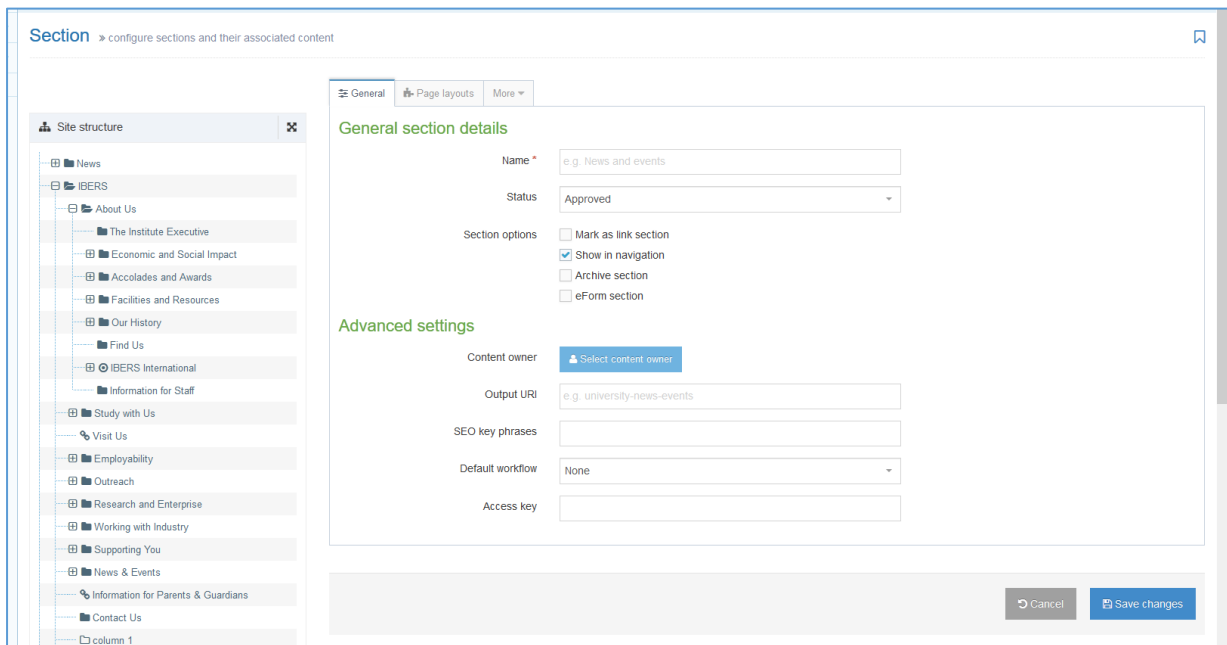 Section » configure sections and their associated content
General
Page layouts
More
Site structure
News
IBERS
About Us
The Institute Executive
Economic and Social Impact
Accolades and Awards
Facilities and Resources
Our History
Find Us
IBERS International
Information for Staff
Study with Us
Visit Us
Employability
Outreach
Research and Enterprise
Working with Industry
Supporting You
News & Events
Information for Parents & Guardians
Contact Us
column 1
General section details
Name *
e.g. News and events
Status
Approved
Section options
Mark as link section
Show in navigation
Archive section
eForm section
Advanced settings
Content owner
Select content owner
Output URI
e.g. university-news-events
SEO key phrases
Default workflow
None
Access key
Cancel
Save changes